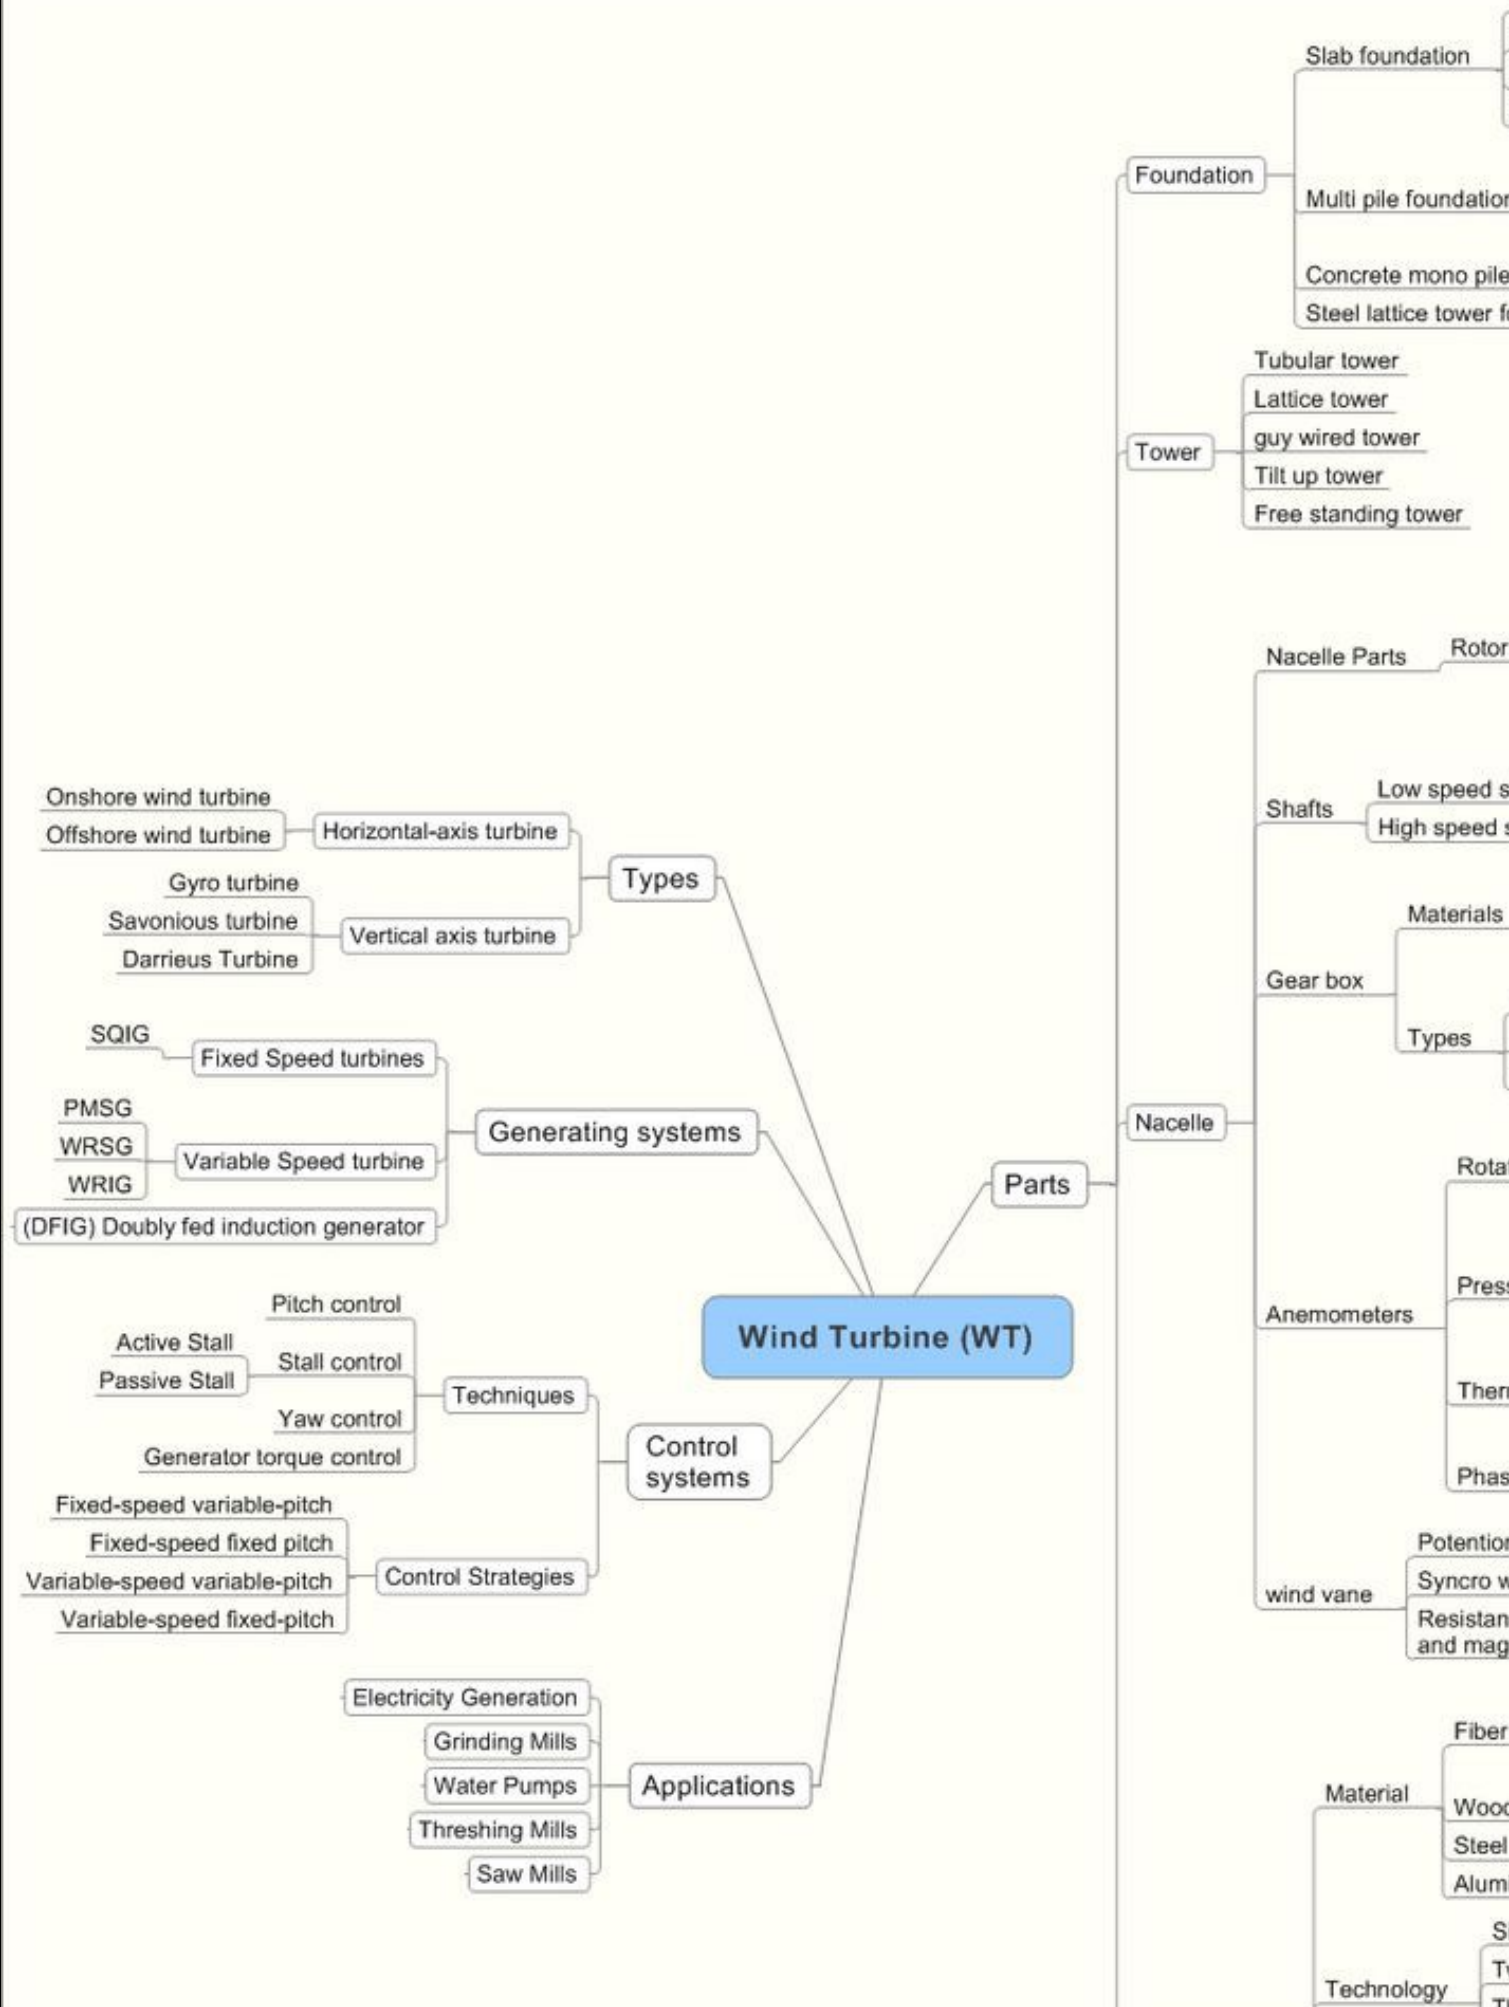 Slab foundation
Foundation
Multi pile foundation
Concrete mono pile
Steel lattice tower
Tubular tower
Lattice tower
Tower
guy wired tower
Tilt up tower
Free standing tower
Nacelle Parts
Rotor
Shafts
Low speed
High speed
Materials
Gear box
Types
Nacelle
Anemometers
wind vane
Syncro
and
Fiber
Material
Steel
Technology
Parts
Wind Turbine (WT)
Onshore wind turbine
Offshore wind turbine
Horizontal-axis turbine
Types
Gyro turbine
Savonious turbine
Darrieus Turbine
Vertical axis turbine
SQIG
Fixed Speed turbines
Generating systems
PMSG
WRSG
WRIG
Variable Speed turbine
(DFIG) Doubly fed induction generator
Pitch control
Active Stall
Passive Stall
Stall control
Yaw control
Generator torque control
Techniques
Control
systems
Fixed-speed variable-pitch
Fixed-speed fixed pitch
Variable-speed variable-pitch
Variable-speed fixed-pitch
Control Strategies
Electricity Generation
Grinding Mills
Water Pumps
Threshing Mills
Saw Mills
Applications